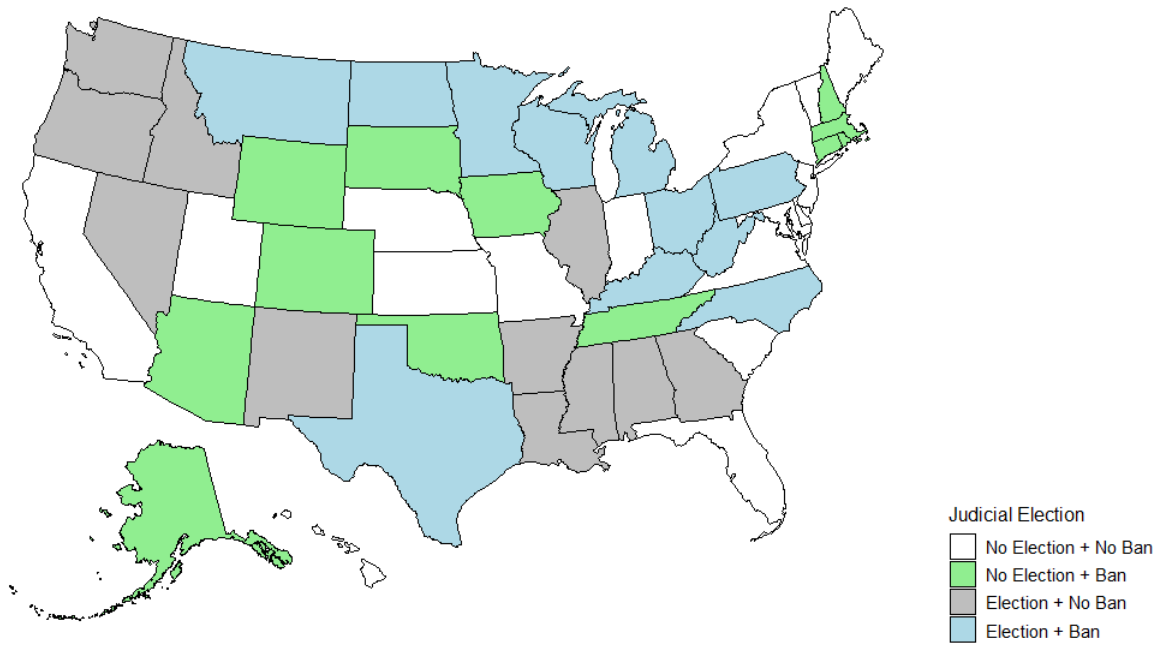 Judicial Election
No Election + No Ban
No Election + Ban
Election + No Ban
Election + Ban